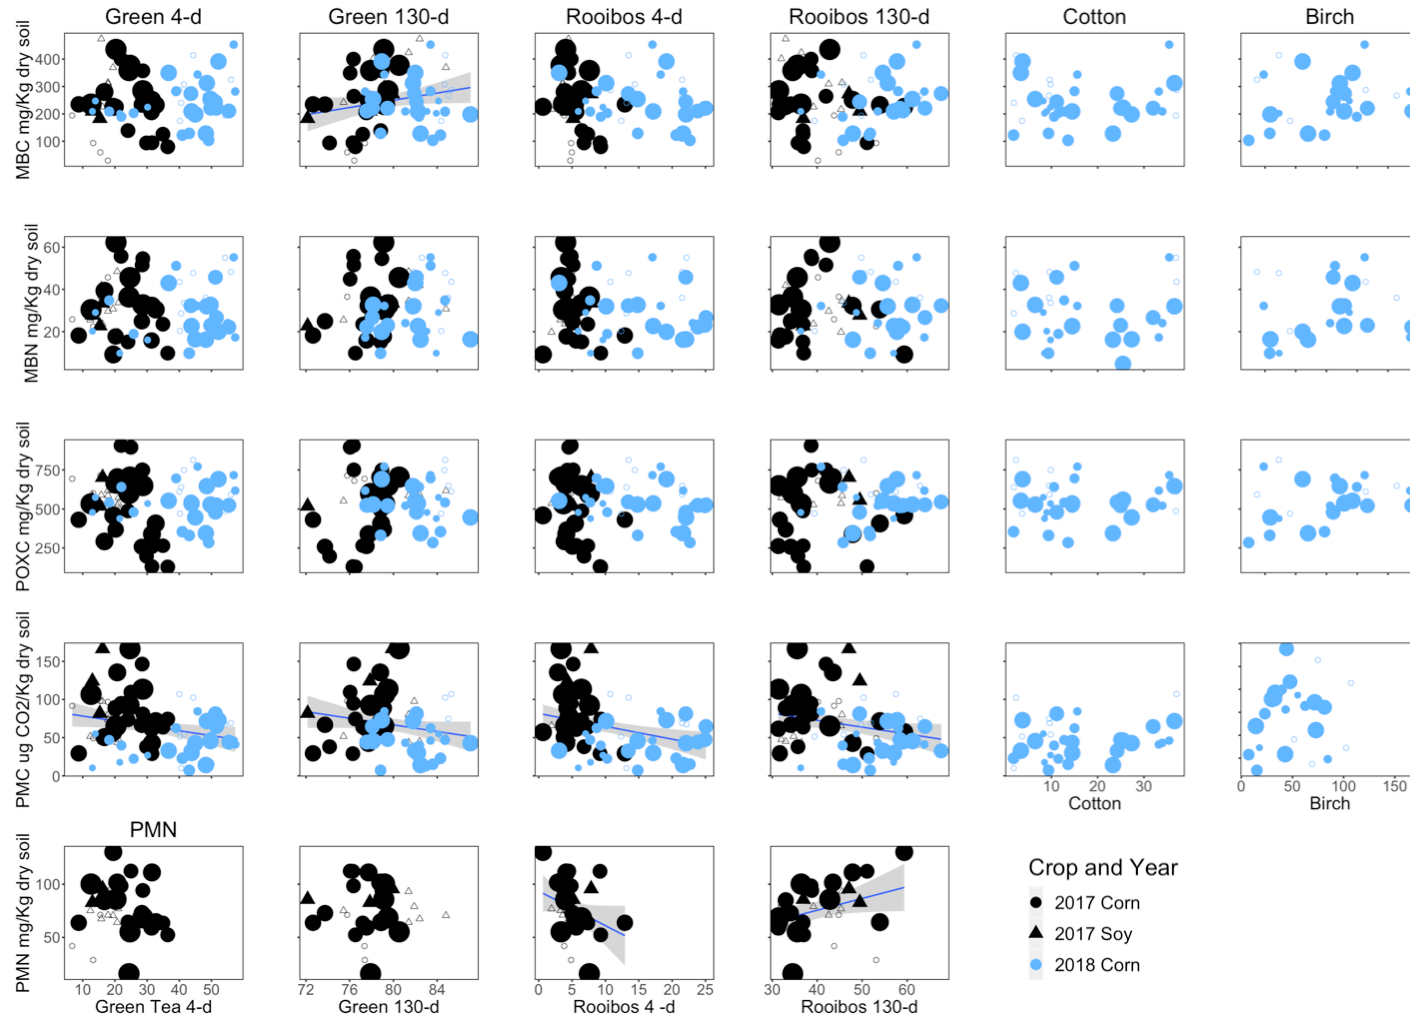 Green 4-d Green 130-d Rooibos 4-d Rooibos 130-d Cotton Birch
MBC mg/Kg dry soil
400
300
200
100
MBN mg/Kg dry soil
60
40
20
POXC mg/Kg dry soil
750
500
250
PMC ug CO2/Kg dry soil
150
100
50
0
10 20 30
Cotton
0 50 100 150
Birch
PMN
PMN mg/Kg dry soil
100
50
10 20 30 40 50
Green Tea 4-d
72 76 80 84
Green 130-d
0 5 10 15 20 25
Rooibos 4 -d
30 40 50 60
Rooibos 130-d
Crop and Year
2017 Corn
2017 Soy
2018 Corn